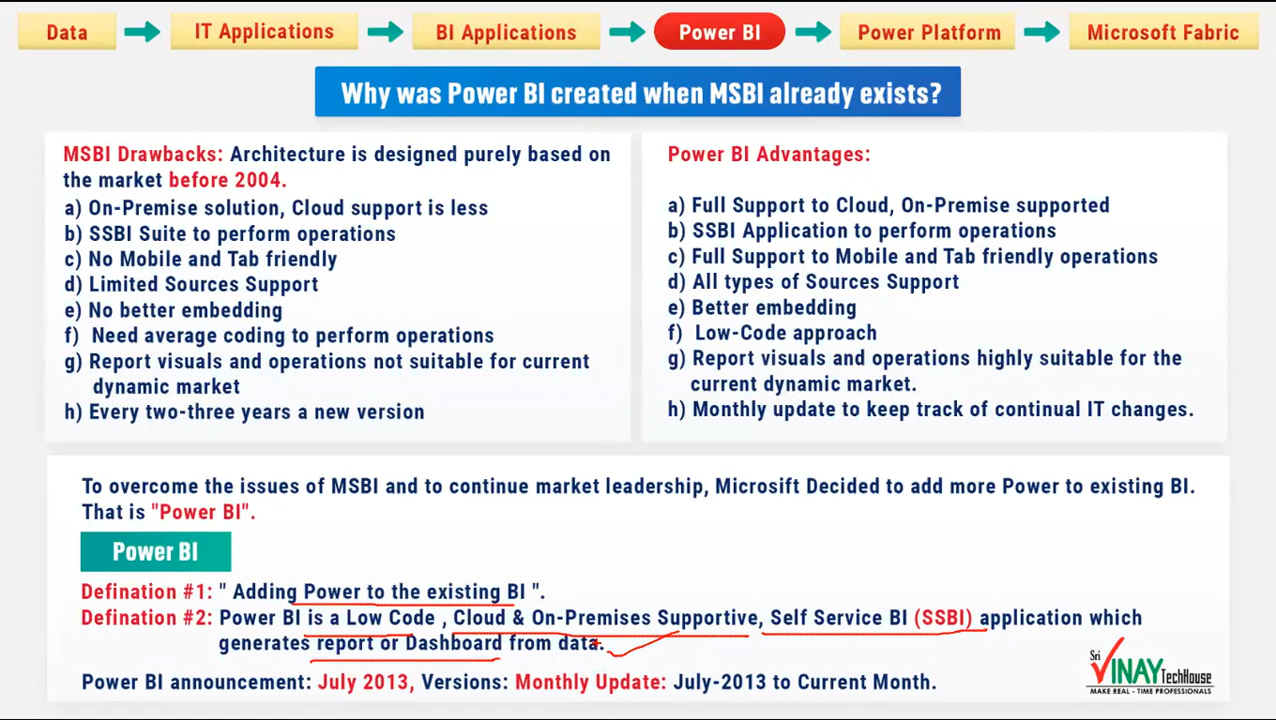 Data
IT Applications
BI Applications
Power BI
Power Platform
Microsoft Fabric
Why was Power BI created when MSBI already exists?
MSBI Drawbacks: Architecture is designed purely based on
the market before 2004.
a) On-Premise solution, Cloud support is less
b) SSBI Suite to perform operations
c) No Mobile and Tab friendly
d) Limited Sources Support
e) No better embedding
f) Need average coding to perform operations
g) Report visuals and operations not suitable for current
dynamic market
h) Every two-three years a new version
Power BI Advantages:
a) Full Support to Cloud, On-Premise supported
b) SSBI Application to perform operations
c) Full Support to Mobile and Tab friendly operations
d) All types of Sources Support
e) Better embedding
f) Low-Code approach
g) Report visuals and operations highly suitable for the
current dynamic market.
h) Monthly update to keep track of continual IT changes.
To overcome the issues of MSBI and to continue market leadership, Microsift Decided to add more Power to existing BI.
That is "Power BI".
Power BI
Defination #1: " Adding Power to the existing BI ".
Defination #2: Power BI is a Low Code , Cloud & On-Premises Supportive, Self Service BI (SSBI) application which
generates report or Dashboard from data.
Power BI announcement: July 2013, Versions: Monthly Update: July-2013 to Current Month.
Sri
VINAY TechHouse
MAKE REAL - TIME PROFESSIONALS